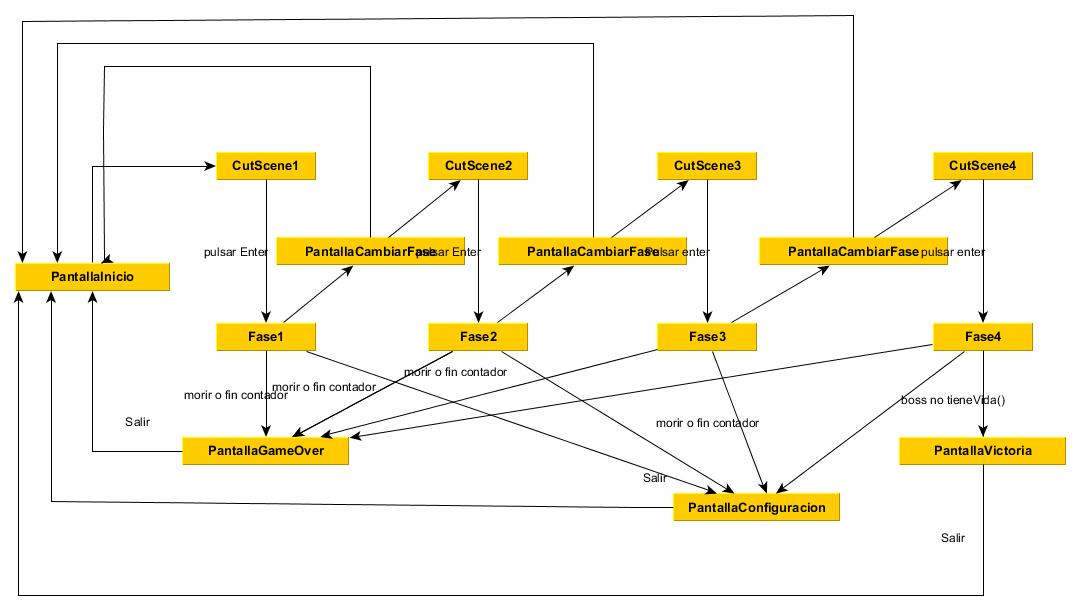 CutScene1
CutScene2
CutScene3
CutScene4
pulsar Enter
PantallaCambiarFase
pulsar Enter
PantallaCambiarFase
Pulsar enter
PantallaCambiarFase
pulsar enter
PantallaInicio
Fase1
Fase2
Fase3
Fase4
morir o fin contador
morir o fin contador
morir o fin contador
boss no tieneVida()
Salir
morir o fin contador
PantallaGameOver
PantallaVictoria
Salir
PantallaConfiguracion
Salir